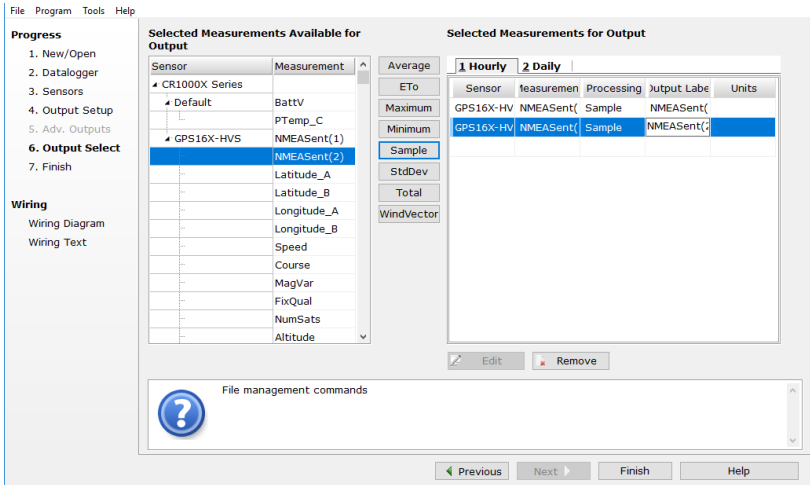 File Program Tools Help
Progress
1. New/Open
2. Datalogger
3. Sensors
4. Output Setup
5. Adv. Outputs
6. Output Select
7. Finish
Wiring
Wiring Diagram
Wiring Text
Selected Measurements Available for
Output
Sensor Measurement
CR1000X Series
Default BattV
PTemp_C
GPS16X-HVS NMEASent(1)
NMEASent(2)
Latitude_A
Latitude_B
Longitude_A
Longitude_B
Speed
Course
MagVar
FixQual
NumSats
Altitude
Average
ETo
Maximum
Minimum
Sample
StdDev
Total
WindVector
Selected Measurements for Output
1 Hourly 2 Daily
Sensor Measuremen Processing Output Labe Units
GPS16X-HV NMEASent( Sample NMEASent(
GPS16X-HV NMEASent( Sample NMEASent(2
Edit Remove
File management commands
Previous Next Finish Help